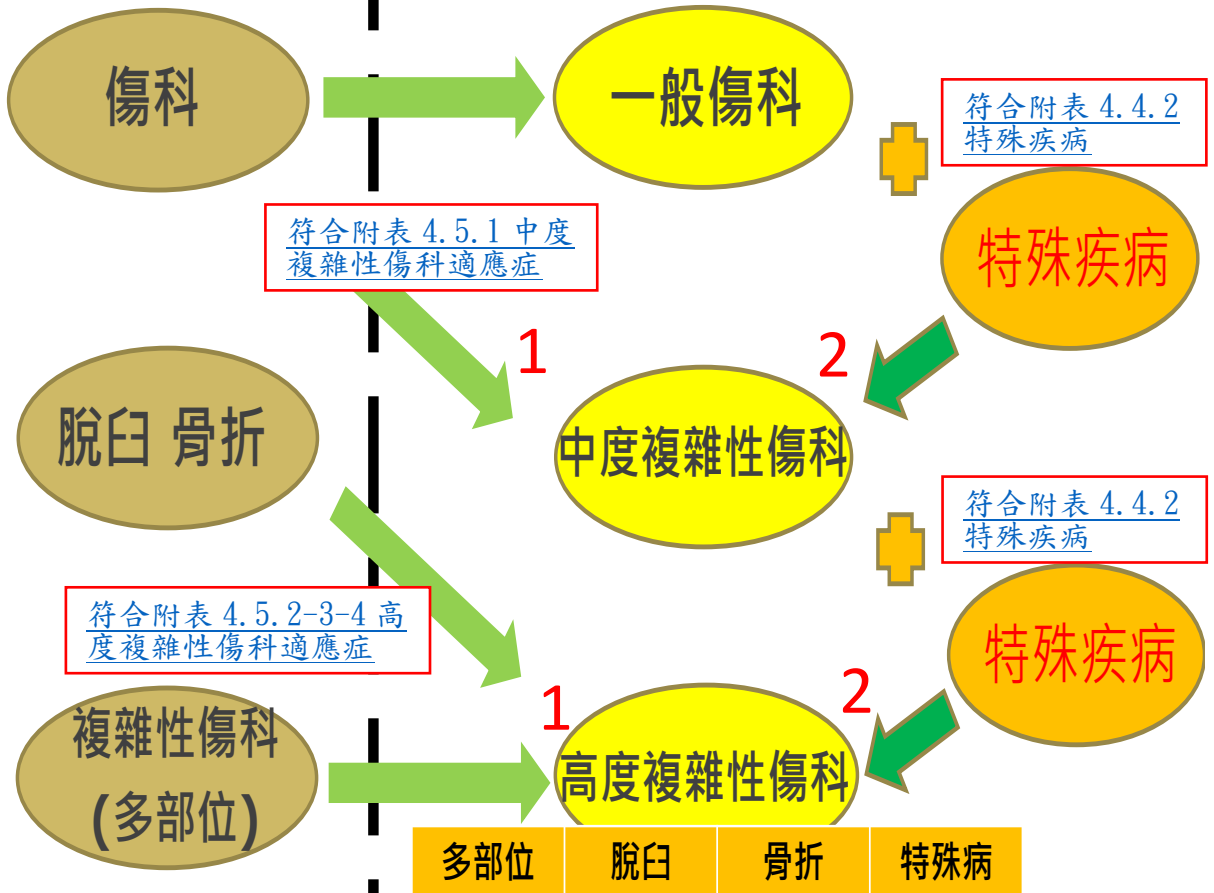 傷科
一般傷科
符合附表 4.4.2
特殊疾病
符合附表 4.5.1 中度
複雜性傷科適應症
特殊疾病
1
2
脫臼 骨折
中度複雜性傷科
符合附表 4.4.2
特殊疾病
符合附表 4.5.2-3-4 高
度複雜性傷科適應症
特殊疾病
1
2
複雜性傷科
(多部位)
高度複雜性傷科
多部位 脫臼 骨折 特殊病